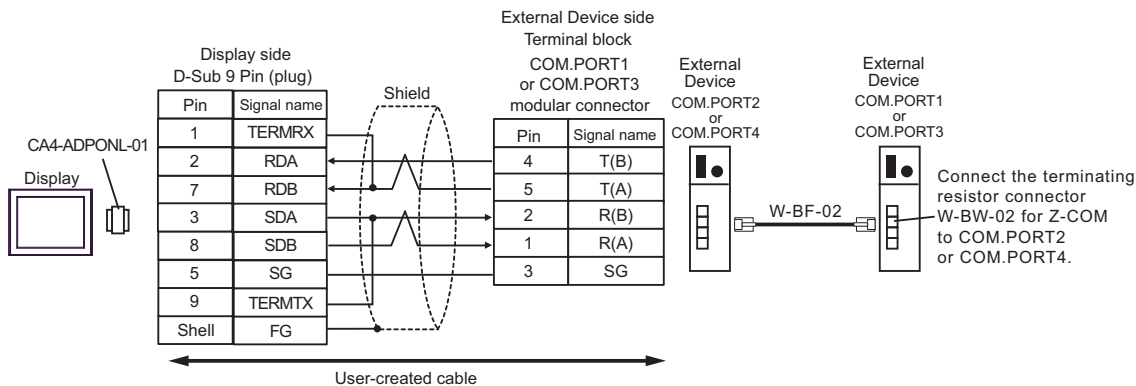 External Device side
Terminal block
COM.PORT1
or COM.PORT3
modular connector
Display side
D-Sub 9 Pin (plug)
Shield
External
Device
COM.PORT2
or
COM.PORT4
External
Device
COM.PORT1
or
COM.PORT3
CA4-ADPONL-01
Display
Pin Signal name
1 TERMRX
2 RDA
7 RDB
3 SDA
8 SDB
5 SG
9 TERMTX
Shell FG
Pin Signal name
4 T(B)
5 T(A)
2 R(B)
1 R(A)
3 SG
W-BF-02
Connect the terminating
resistor connector
W-BW-02 for Z-COM
to COM.PORT2
or COM.PORT4.
User-created cable